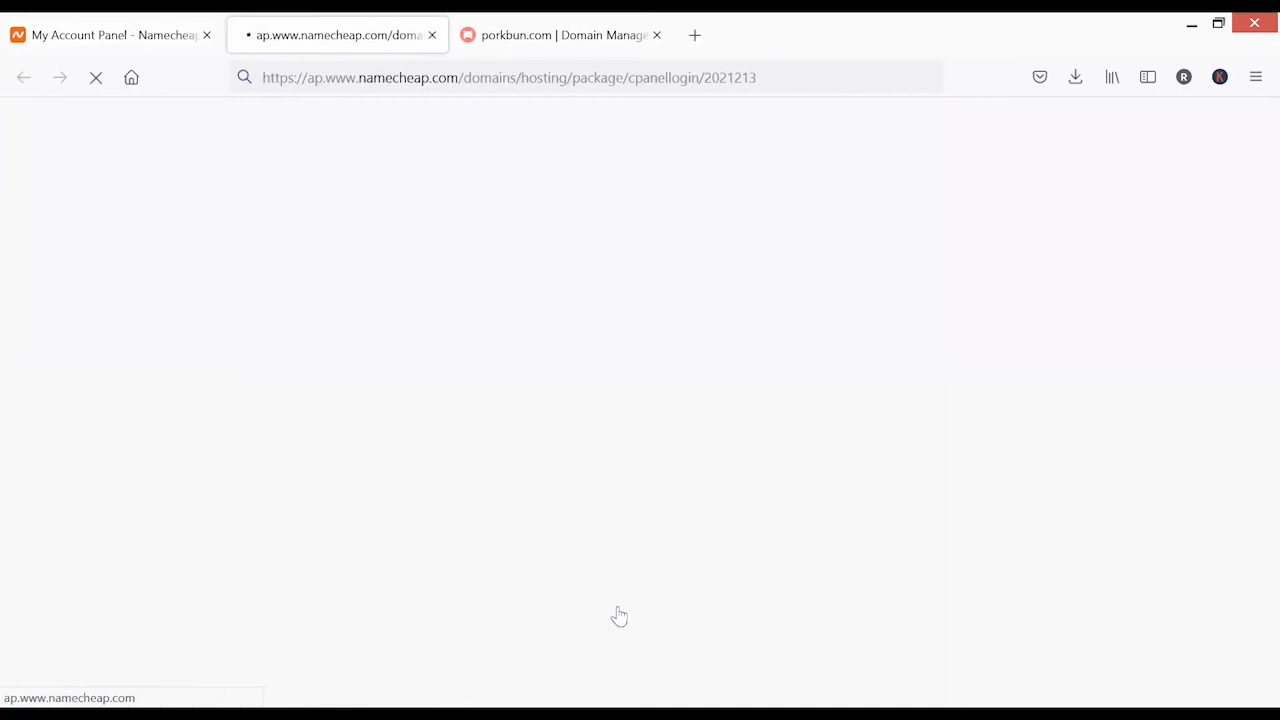 My Account Panel - Namecheap
ap.www.namecheap.com/doma
porkbun.com | Domain Manage
https://ap.www.namecheap.com/domains/hosting/package/cpanellogin/2021213
R
K
ap.www.namecheap.com